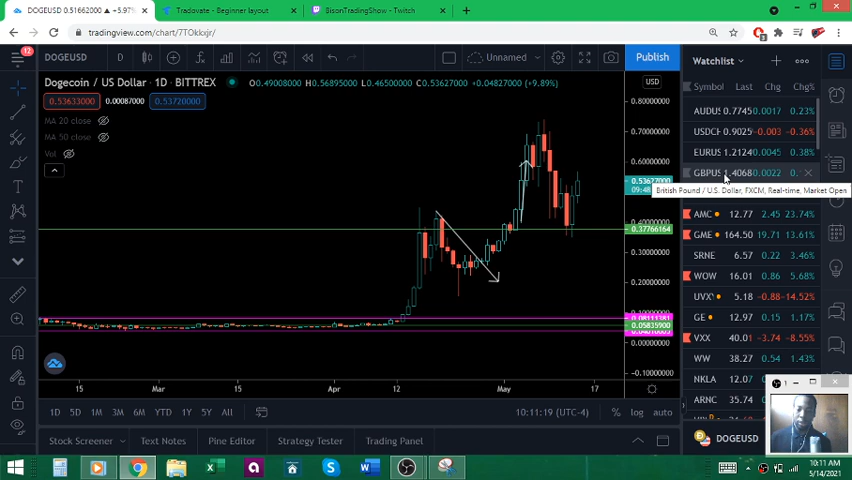 DOGEUSD 0.51662000 ▲ +5.97%
Tradovate - Beginner layout
BisonTradingShow - Twitch
tradingview.com/chart/7TOkkxjr/
12
DOGEUSD
D
Unnamed
Publish
Watchlist
Dogecoin / US Dollar · 1D · BITTREX
O0.49008000 H0.56895000 L0.46500000 C0.53627000 +0.04827000 (+9.89%)
USD
0.53633000 0.00087000 0.53720000
MA 20 close
MA 50 close
Vol
0.80000000
0.70000000
0.60000000
0.53627000
09:48
0.40000000
0.37766164
0.30000000
0.20000000
0.08111381
0.05835900
0.00000000
-0.10000000
15 Mar 15 Apr 12 May 17
Symbol Last Chg Chg%
AUDUS 0.7745 0.0017 0.23%
USDCH 0.9025 -0.003 -0.36%
EURUS 1.2124 0.0045 0.38%
GBPUS 1.4068 0.0022
British Pound / U.S. Dollar, FXCM, Real-time, Market Open
AMC 12.77 2.45 23.74%
GME 164.50 19.71 13.61%
SRNE 6.57 0.22 3.46%
WOW 16.01 0.86 5.68%
UVXY 5.18 -0.88 -14.52%
GE 12.97 0.15 1.17%
VXX 40.01 -3.74 -8.55%
WW 38.27 0.54 1.43%
NKLA 12.07
ARNC 35.74
DOGEUSD
1D 5D 1M 3M 6M YTD 1Y 5Y All
10:11:19 (UTC-4)
% log auto
Stock Screener
Text Notes
Pine Editor
Strategy Tester
Trading Panel
10:11 AM
5/14/2021